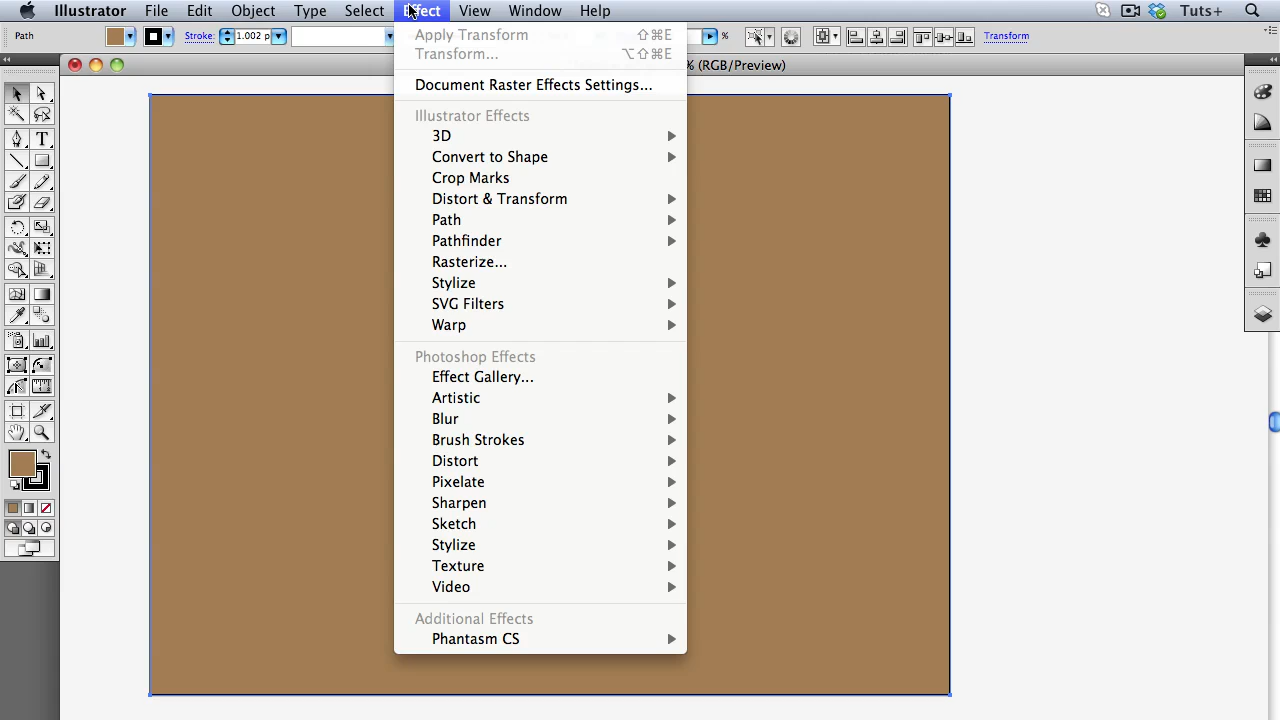 Illustrator File Edit Object Type Select Effect View Window Help Tuts+
Path Stroke: 1.002 p % Transform
% (RGB/Preview)
Apply Transform ⇧⌘E
Transform... ⌥⇧⌘E
Document Raster Effects Settings...
Illustrator Effects
3D
Convert to Shape
Crop Marks
Distort & Transform
Path
Pathfinder
Rasterize...
Stylize
SVG Filters
Warp
Photoshop Effects
Effect Gallery...
Artistic
Blur
Brush Strokes
Distort
Pixelate
Sharpen
Sketch
Stylize
Texture
Video
Additional Effects
Phantasm CS